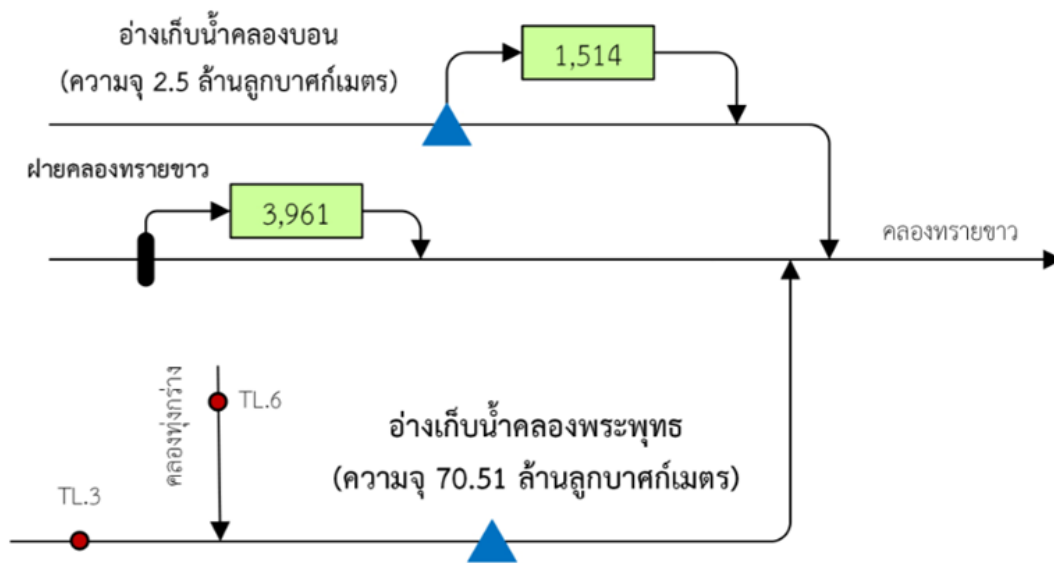 อ่างเก็บน้ำคลองบอน
(ความจุ 2.5 ล้านลูกบาศก์เมตร)
1,514
ฝายคลองทรายขาว
3,961
คลองทรายขาว
คลองทุ่งกร่าง
TL.6
อ่างเก็บน้ำคลองพระพุทธ
(ความจุ 70.51 ล้านลูกบาศก์เมตร)
TL.3